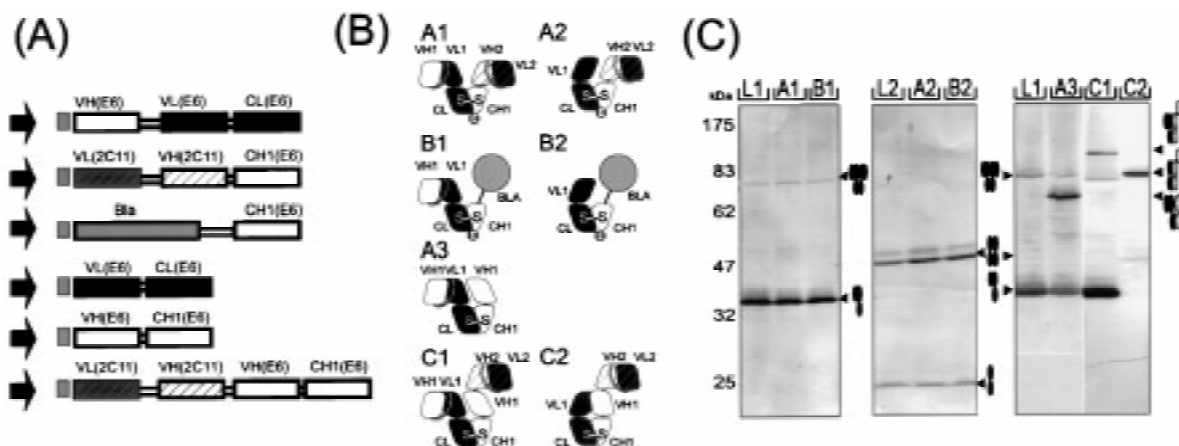 (A)
VH(E6) VL(E6) CL(E6)
VL(2C11) VH(2C11) CH1(E6)
Bla CH1(E6)
VL(E6) CL(E6)
VH(E6) CH1(E6)
VL(2C11) VH(2C11) VH(E6) CH1(E6)
(B)
A1 A2
VH1 VL1 VH2 VL2 VL1 VH2 VL2
CL S-S CH1 CL S-S CH1
B1 B2
VH1 VL1 BLA VL1 BLA
CL S-S CH1 CL S-S CH1
A3
VH1 VL1 VH1
CL S-S CH1
C1 C2
VH2 VL2 VH2 VL2
VH1 VL1 VH1 VL1 VH1
CL S-S CH1 CL S-S CH1
(C)
L1 A1 B1 L2 A2 B2 L1 A3 C1 C2
kDa
175
83
62
47
32
25